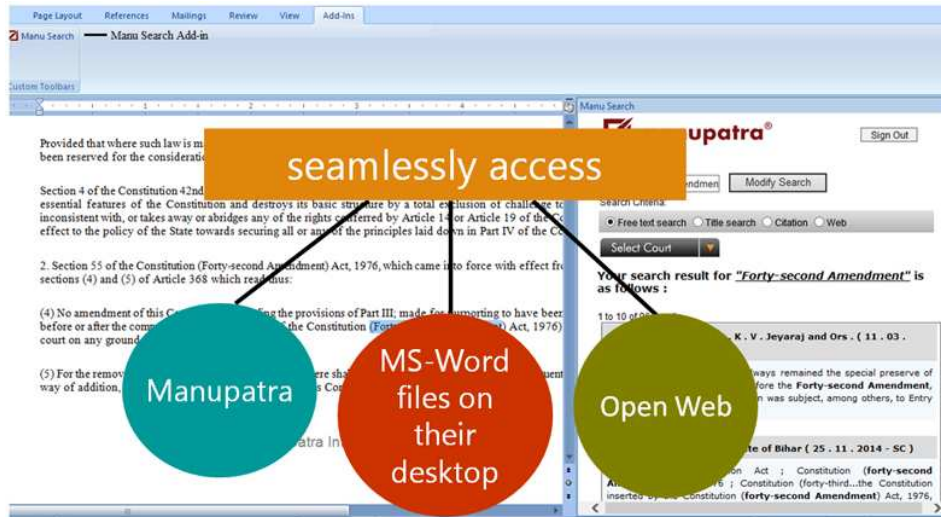 Page Layout References Mailings Review View Add-Ins
Manu Search Manu Search Add-in
Custom Toolbars
1 2 3 4
Provided that where such law is
been reserved for the
Section 4 of the Constitution 42nd
essential features of the Constitution and destroys its basic structure by a total exclusion of challenge
inconsistent with, or takes away or abridges any of the rights conferred by Article 14 or Article 19 of the
effect to the policy of the State towards securing all or any of the principles laid down in Part IV of the
2. Section 55 of the Constitution (Forty-second Amendment) Act, 1976, which came into force with effect
sections (4) and (5) of Article 368 which read thus:
(4) No amendment of this the provisions of Part III; made or purporting to have been
before or after the the Constitution Act, 1976)
court on any ground
(5) For the
way of addition,
seamlessly access
Manupatra
MS-Word
files on
their
desktop
Open Web
Manu Search
upatra®
Sign Out
Modify Search
Search Criteria:
Free text search Title search Citation Web
Select Court
Your search result for "Forty-second Amendment" is
as follows :
1 to 10 of
K . V . Jeyaraj and Ors . ( 11 . 03 .
always remained the special preserve of
the Forty-second Amendment,
was subject, among others, to Entry
of Bihar ( 25 . 11 . 2014 - SC )
Act ; Constitution (forty-second
; Constitution (forty-third...the Constitution
inserted by the Constitution (forty-second Amendment) Act, 1976,